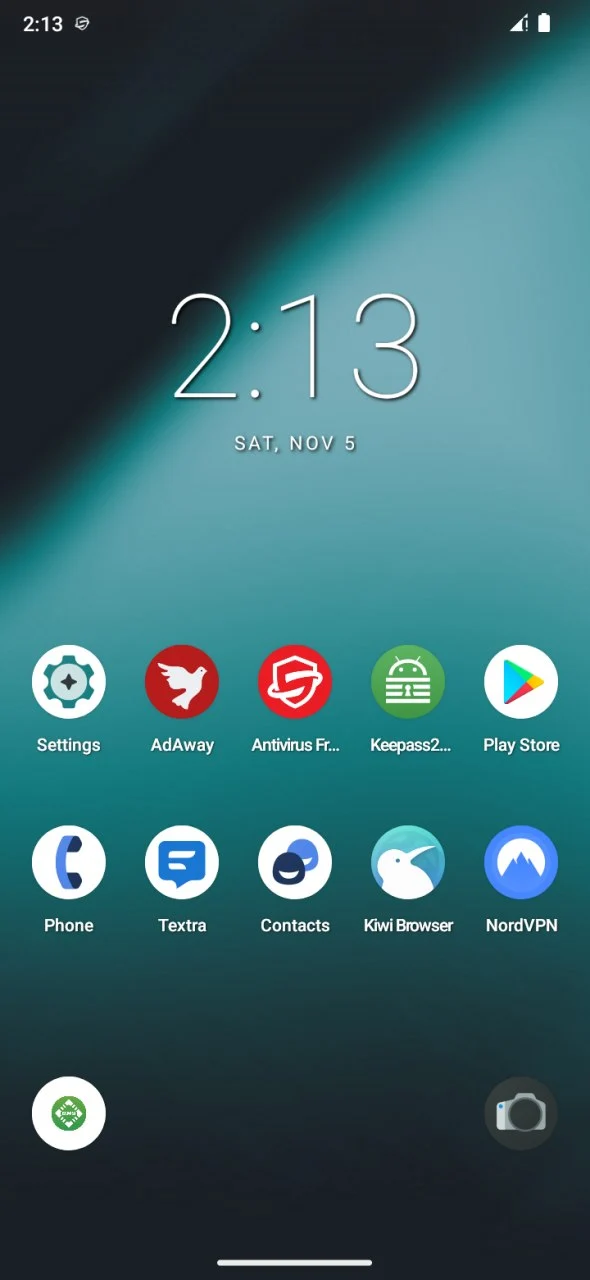 2:13
2:13
SAT, NOV 5
Settings AdAway Antivirus Fr... Keepass2... Play Store
Phone Textra Contacts Kiwi Browser NordVPN